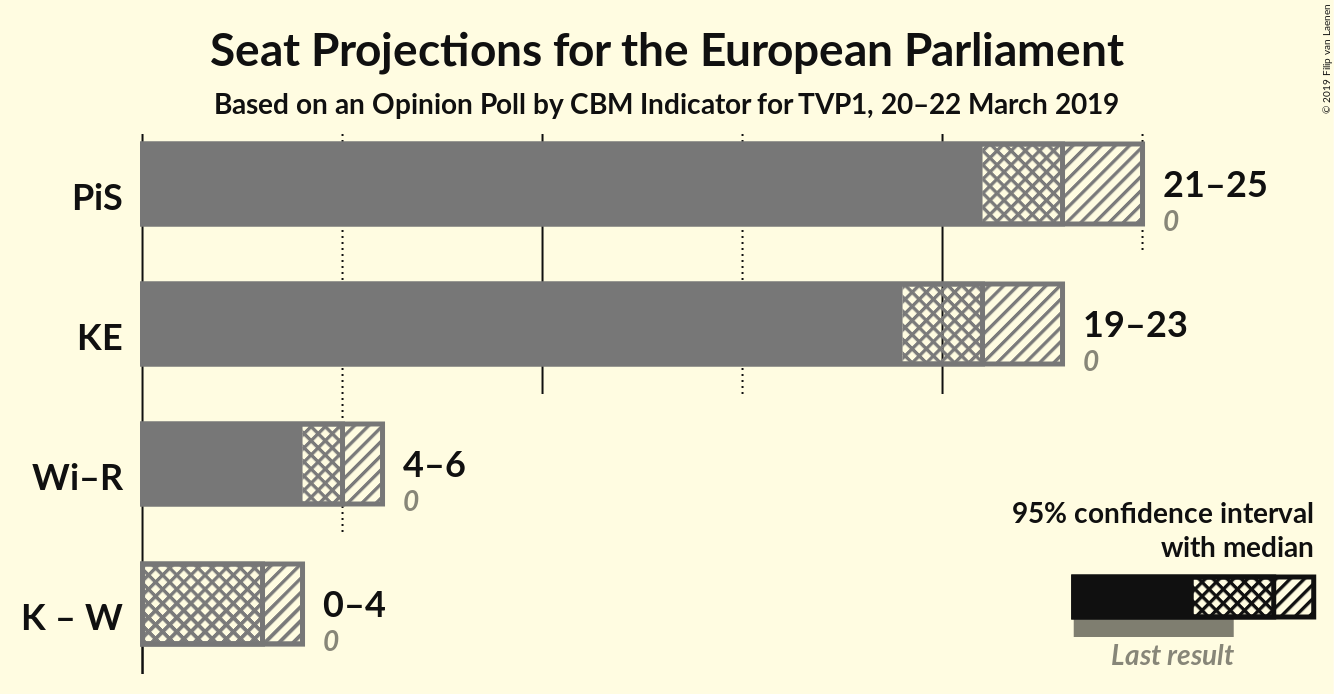 Seat Projections for the European Parliament
Based on an Opinion Poll by CBM Indicator for TVP1, 20–22 March 2019
© 2019 Filip van Laenen
PiS
21–25
0
KE
19–23
0
Wi–R
4–6
0
K – W
0–4
0
95% confidence interval
with median
Last result